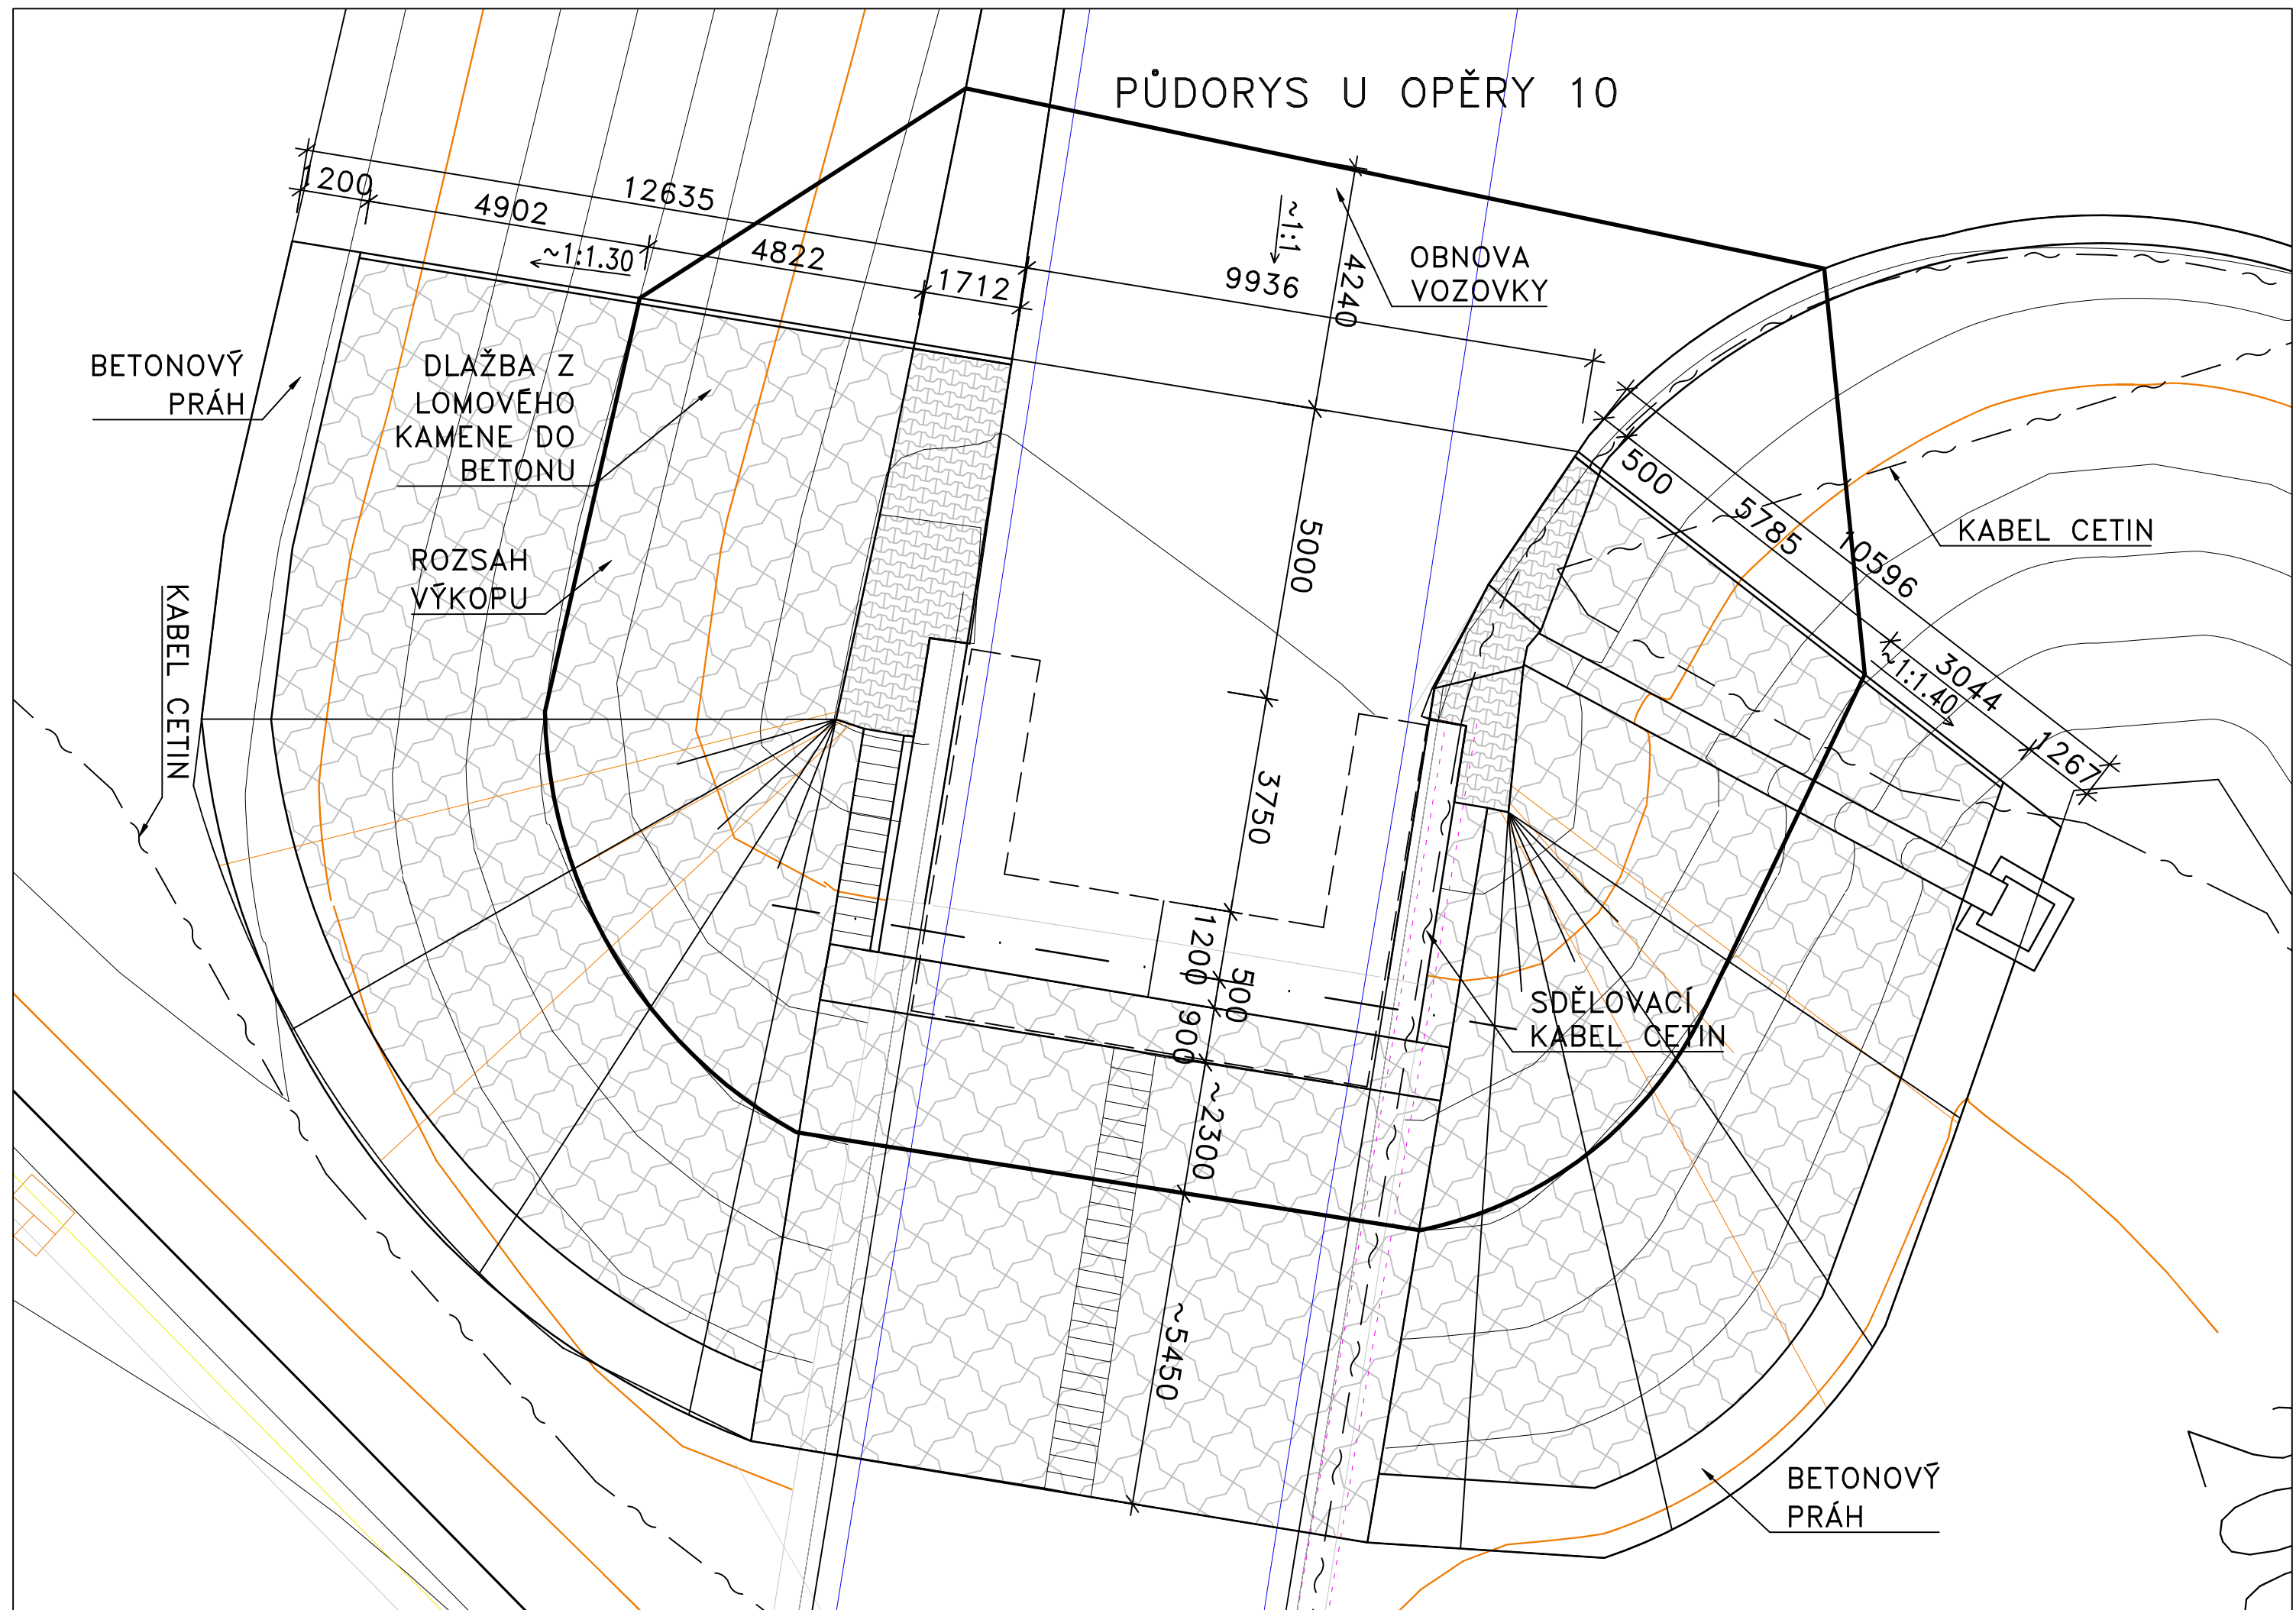 PŮDORYS U OPĚRY 10
1200
12635
4902
~1:1.30
4822
1712
~1:1
9936
4240
OBNOVA
VOZOVKY
BETONOVÝ
PRÁH
DLAŽBA Z
LOMOVÉHO
KAMENE DO
BETONU
500
5785
10596
KABEL CETIN
5000
ROZSAH
VÝKOPU
KABEL CETIN
3044
~1:1.40
1267
3750
1200
500
900
SDĚLOVACÍ
KABEL CETIN
~2300
~5450
BETONOVÝ
PRÁH